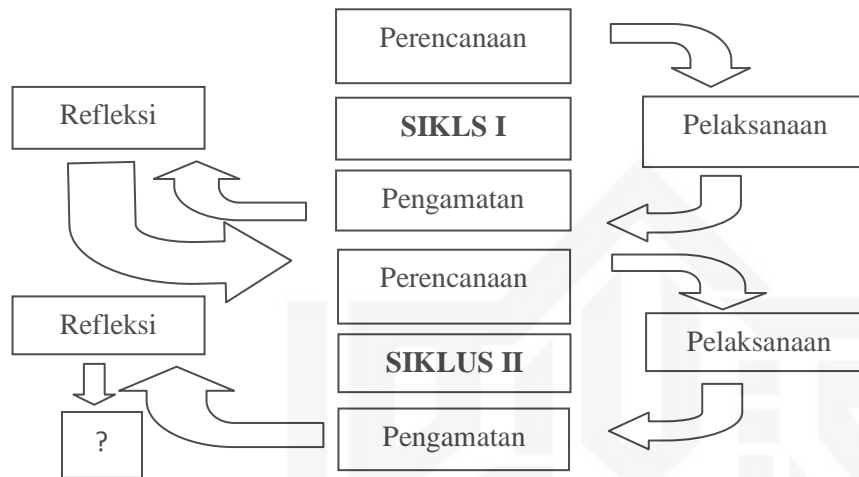 Perencanaan
Refleksi
SIKLS I
Pelaksanaan
Pengamatan
Perencanaan
Refleksi
Pelaksanaan
SIKLUS II
Pengamatan
?